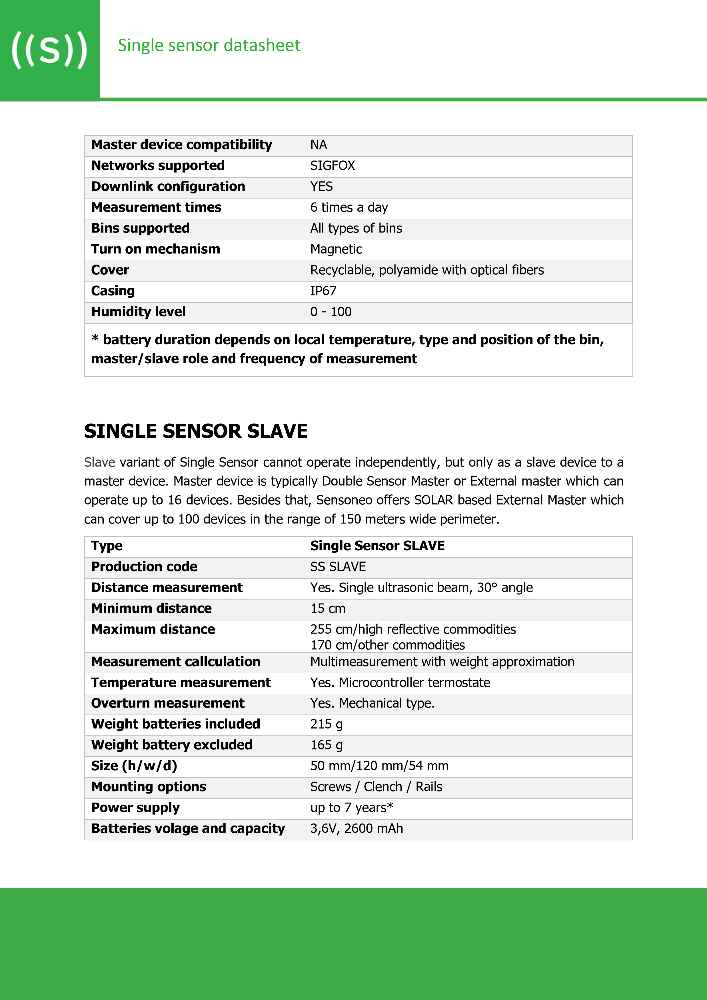 ((s))
Single sensor datasheet
Master device compatibility NA
Networks supported SIGFOX
Downlink configuration YES
Measurement times 6 times a day
Bins supported All types of bins
Turn on mechanism Magnetic
Cover Recyclable, polyamide with optical fibers
Casing IP67
Humidity level 0 - 100
* battery duration depends on local temperature, type and position of the bin,
master/slave role and frequency of measurement
SINGLE SENSOR SLAVE
Slave variant of Single Sensor cannot operate independently, but only as a slave device to a
master device. Master device is typically Double Sensor Master or External master which can
operate up to 16 devices. Besides that, Sensoneo offers SOLAR based External Master which
can cover up to 100 devices in the range of 150 meters wide perimeter.
Type Single Sensor SLAVE
Production code SS SLAVE
Distance measurement Yes. Single ultrasonic beam, 30° angle
Minimum distance 15 cm
Maximum distance 255 cm/high reflective commodities
170 cm/other commodities
Measurement callculation Multimeasurement with weight approximation
Temperature measurement Yes. Microcontroller termostate
Overturn measurement Yes. Mechanical type.
Weight batteries included 215 g
Weight battery excluded 165 g
Size (h/w/d) 50 mm/120 mm/54 mm
Mounting options Screws / Clench / Rails
Power supply up to 7 years*
Batteries volage and capacity 3,6V, 2600 mAh